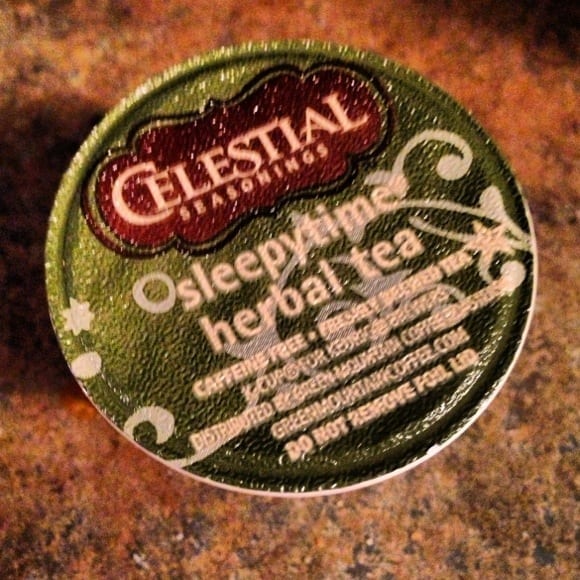 CELESTIAL
SEASONINGS
sleepytime®
herbal tea
CAFFEINE FREE •
K-CUP®
DISTRIBUTED BY GREEN MOUNTAIN COFFEE
GREENMOUNTAINCOFFEE.COM
DO NOT REMOVE FOIL LID